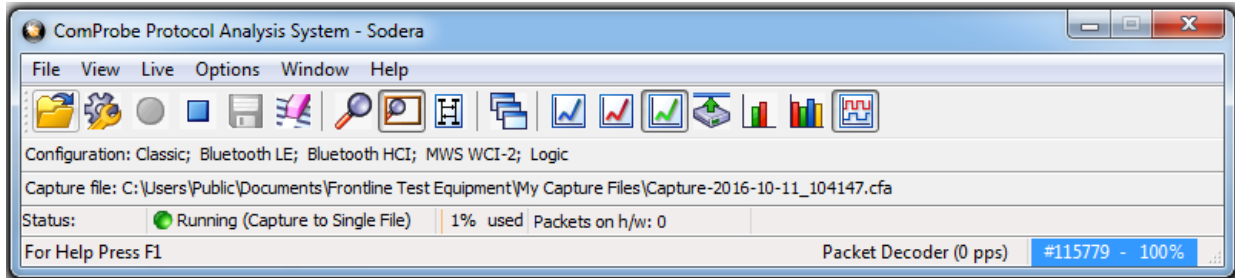 ComProbe Protocol Analysis System - Sodera
File View Live Options Window Help
Configuration: Classic; Bluetooth LE; Bluetooth HCI; MWS WCI-2; Logic
Capture file: C:\Users\Public\Documents\Frontline Test Equipment\My Capture Files\Capture-2016-10-11_104147.cfa
Status: Running (Capture to Single File) 1% used Packets on h/w: 0
For Help Press F1 Packet Decoder (0 pps) #115779 - 100%